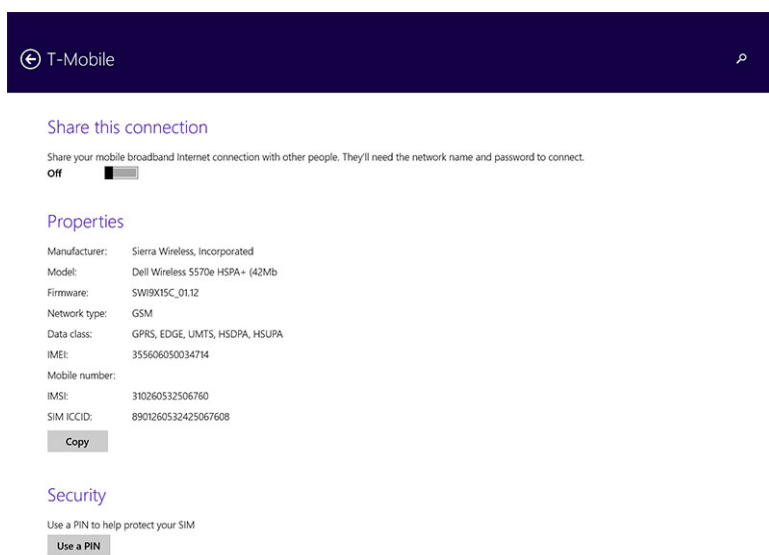 T-Mobile
Share this connection
Share your mobile broadband Internet connection with other people. They'll need the network name and password to connect.
Off
Properties
Manufacturer: Sierra Wireless, Incorporated
Model: Dell Wireless 5570e HSPA+ (42Mb
Firmware: SWI9X15C_01.12
Network type: GSM
Data class: GPRS, EDGE, UMTS, HSDPA, HSUPA
IMEI: 355606050034714
Mobile number:
IMSI: 310260532506760
SIM ICCID: 8901260532425067608
Copy
Security
Use a PIN to help protect your SIM
Use a PIN